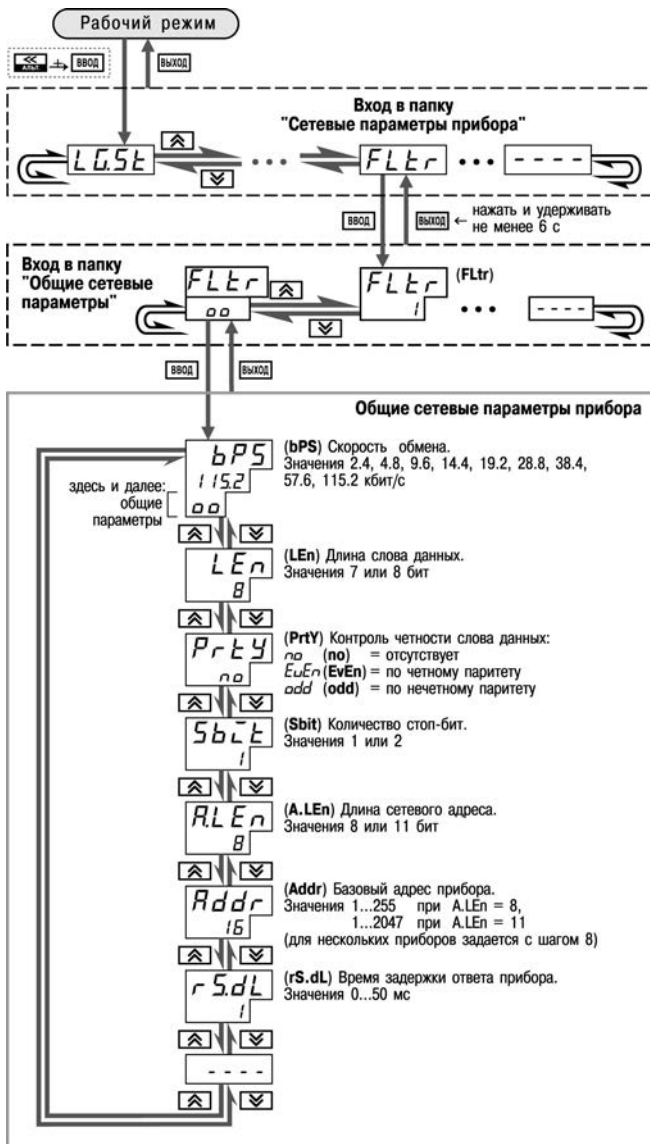 Рабочий режим
≪ АЛЬТ. ВВОД ВЫХОД
Вход в папку
"Сетевые параметры прибора"
LG.St ... FLtr ... ----
ВВОД ВЫХОД ← нажать и удерживать
не менее 6 с
Вход в папку
"Общие сетевые
параметры"
FLtr
oo
FLtr (FLtr)
1 ... ----
ВВОД ВЫХОД
Общие сетевые параметры прибора
bPS
115.2
oo
(bPS) Скорость обмена.
Значения 2.4, 4.8, 9.6, 14.4, 19.2, 28.8, 38.4,
57.6, 115.2 кбит/с
здесь и далее:
общие
параметры
LEn
8
(LEn) Длина слова данных.
Значения 7 или 8 бит
PrtY
no
(PrtY) Контроль четности слова данных:
no (no) = отсутствует
EvEn (EvEn) = по четному паритету
odd (odd) = по нечетному паритету
Sbit
1
(Sbit) Количество стоп-бит.
Значения 1 или 2
A.LEn
8
(A.LEn) Длина сетевого адреса.
Значения 8 или 11 бит
Addr
16
(Addr) Базовый адрес прибора.
Значения 1...255 при A.LEn = 8,
1...2047 при A.LEn = 11
(для нескольких приборов задается с шагом 8)
rS.dL
1
(rS.dL) Время задержки ответа прибора.
Значения 0...50 мс
----